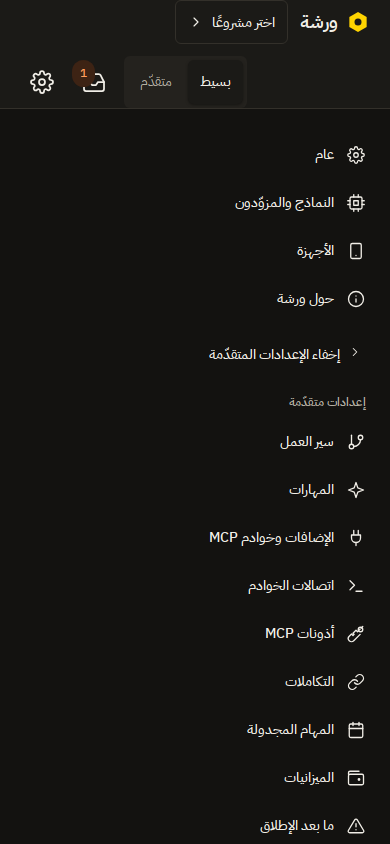 ورشة
اختر مشروعًا
بسيط
متقدّم
1
عام
النماذج والمزوّدون
الأجهزة
حول ورشة
إخفاء الإعدادات المتقدّمة
إعدادات متقدّمة
سير العمل
المهارات
الإضافات وخوادم MCP
اتصالات الخوادم
أذونات MCP
التكاملات
المهام المجدولة
الميزانيات
ما بعد الإطلاق